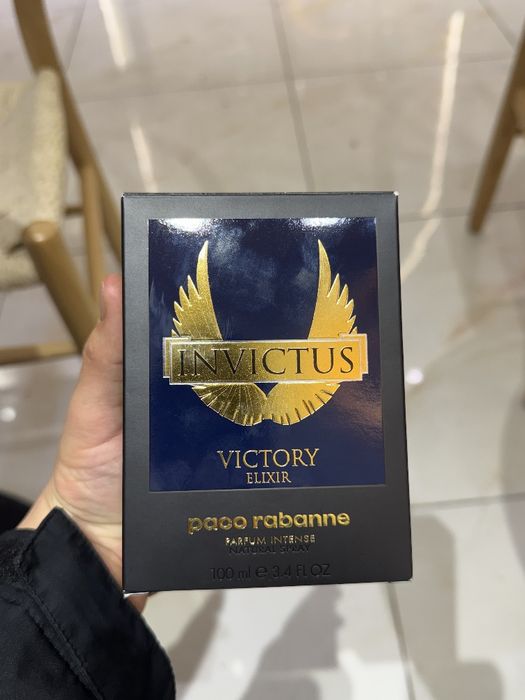 INVICTUS
VICTORY
ELIXIR
paco rabanne
PARFUM INTENSE
NATURAL SPRAY
100 ml e 3.4 FL OZ